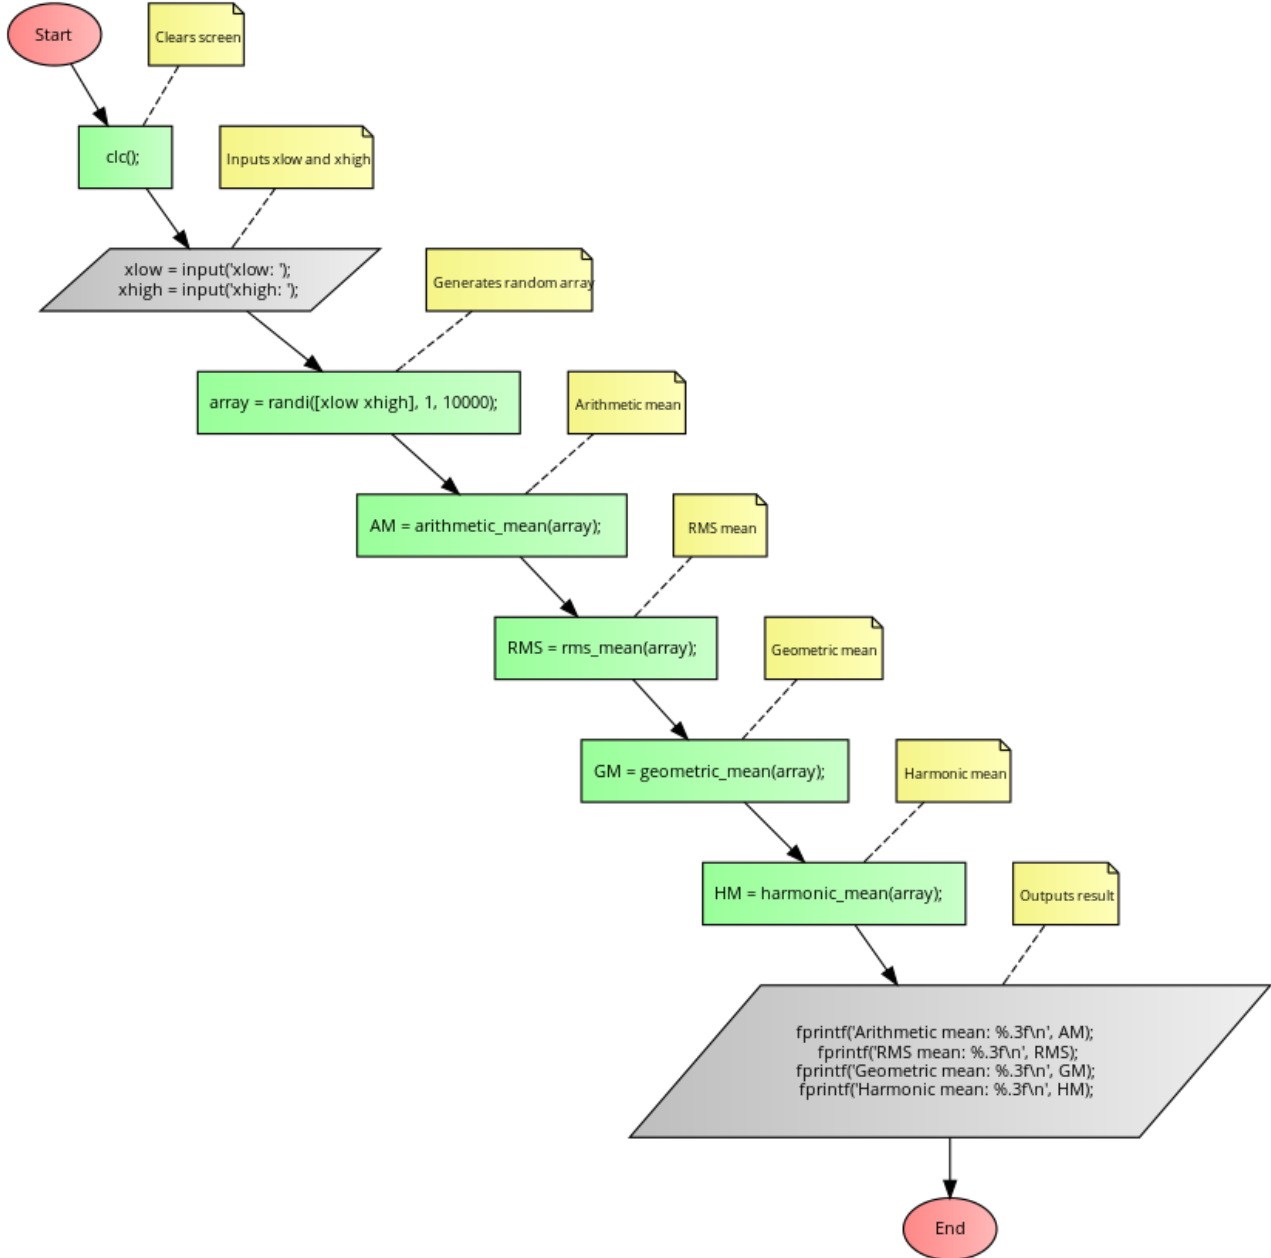 Start
Clears screen
clc();
Inputs xlow and xhigh
xlow = input('xlow: ');
xhigh = input('xhigh: ');
Generates random array
array = randi([xlow xhigh], 1, 10000);
Arithmetic mean
AM = arithmetic_mean(array);
RMS mean
RMS = rms_mean(array);
Geometric mean
GM = geometric_mean(array);
Harmonic mean
HM = harmonic_mean(array);
Outputs result
fprintf('Arithmetic mean: %.3f\n', AM);
fprintf('RMS mean: %.3f\n', RMS);
fprintf('Geometric mean: %.3f\n', GM);
fprintf('Harmonic mean: %.3f\n', HM);
End